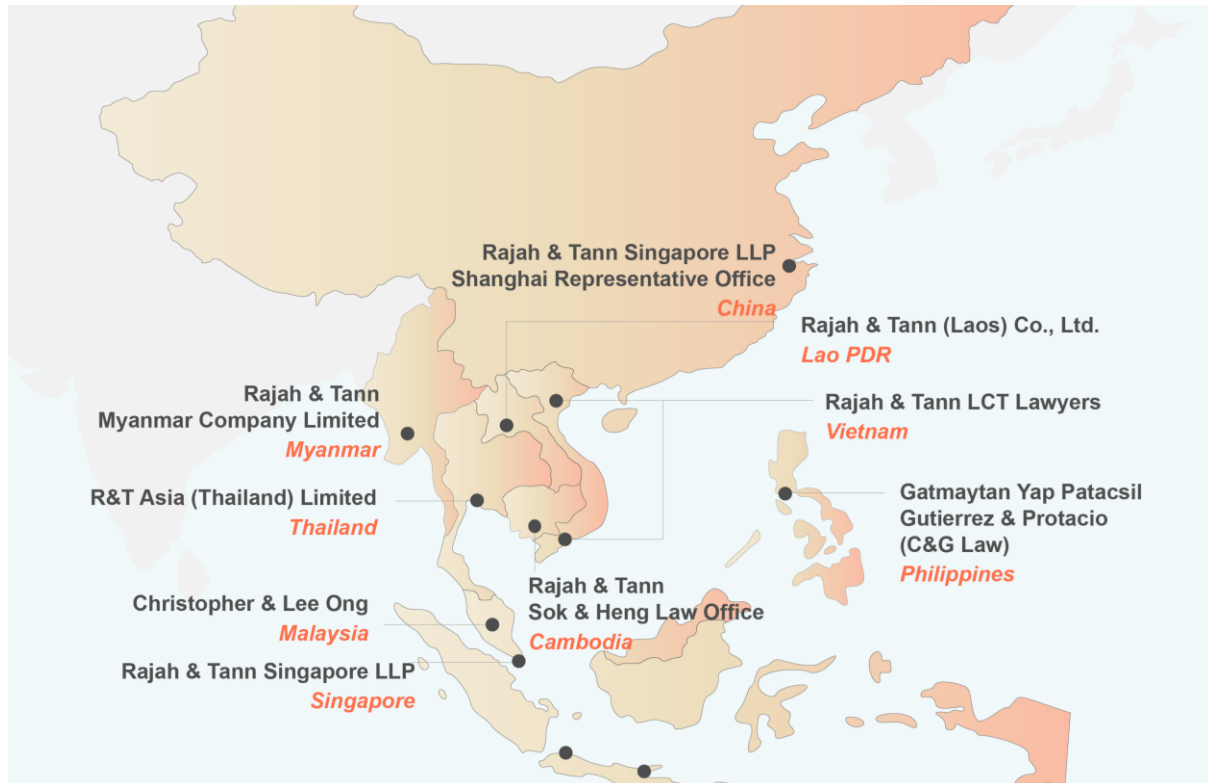 Rajah & Tann Singapore LLP
Shanghai Representative Office
China
Rajah & Tann (Laos) Co., Ltd.
Lao PDR
Rajah & Tann
Myanmar Company Limited
Myanmar
Rajah & Tann LCT Lawyers
Vietnam
R&T Asia (Thailand) Limited
Thailand
Gatmaytan Yap Patacsil
Gutierrez & Protacio
(C&G Law)
Philippines
Rajah & Tann
Sok & Heng Law Office
Cambodia
Christopher & Lee Ong
Malaysia
Rajah & Tann Singapore LLP
Singapore